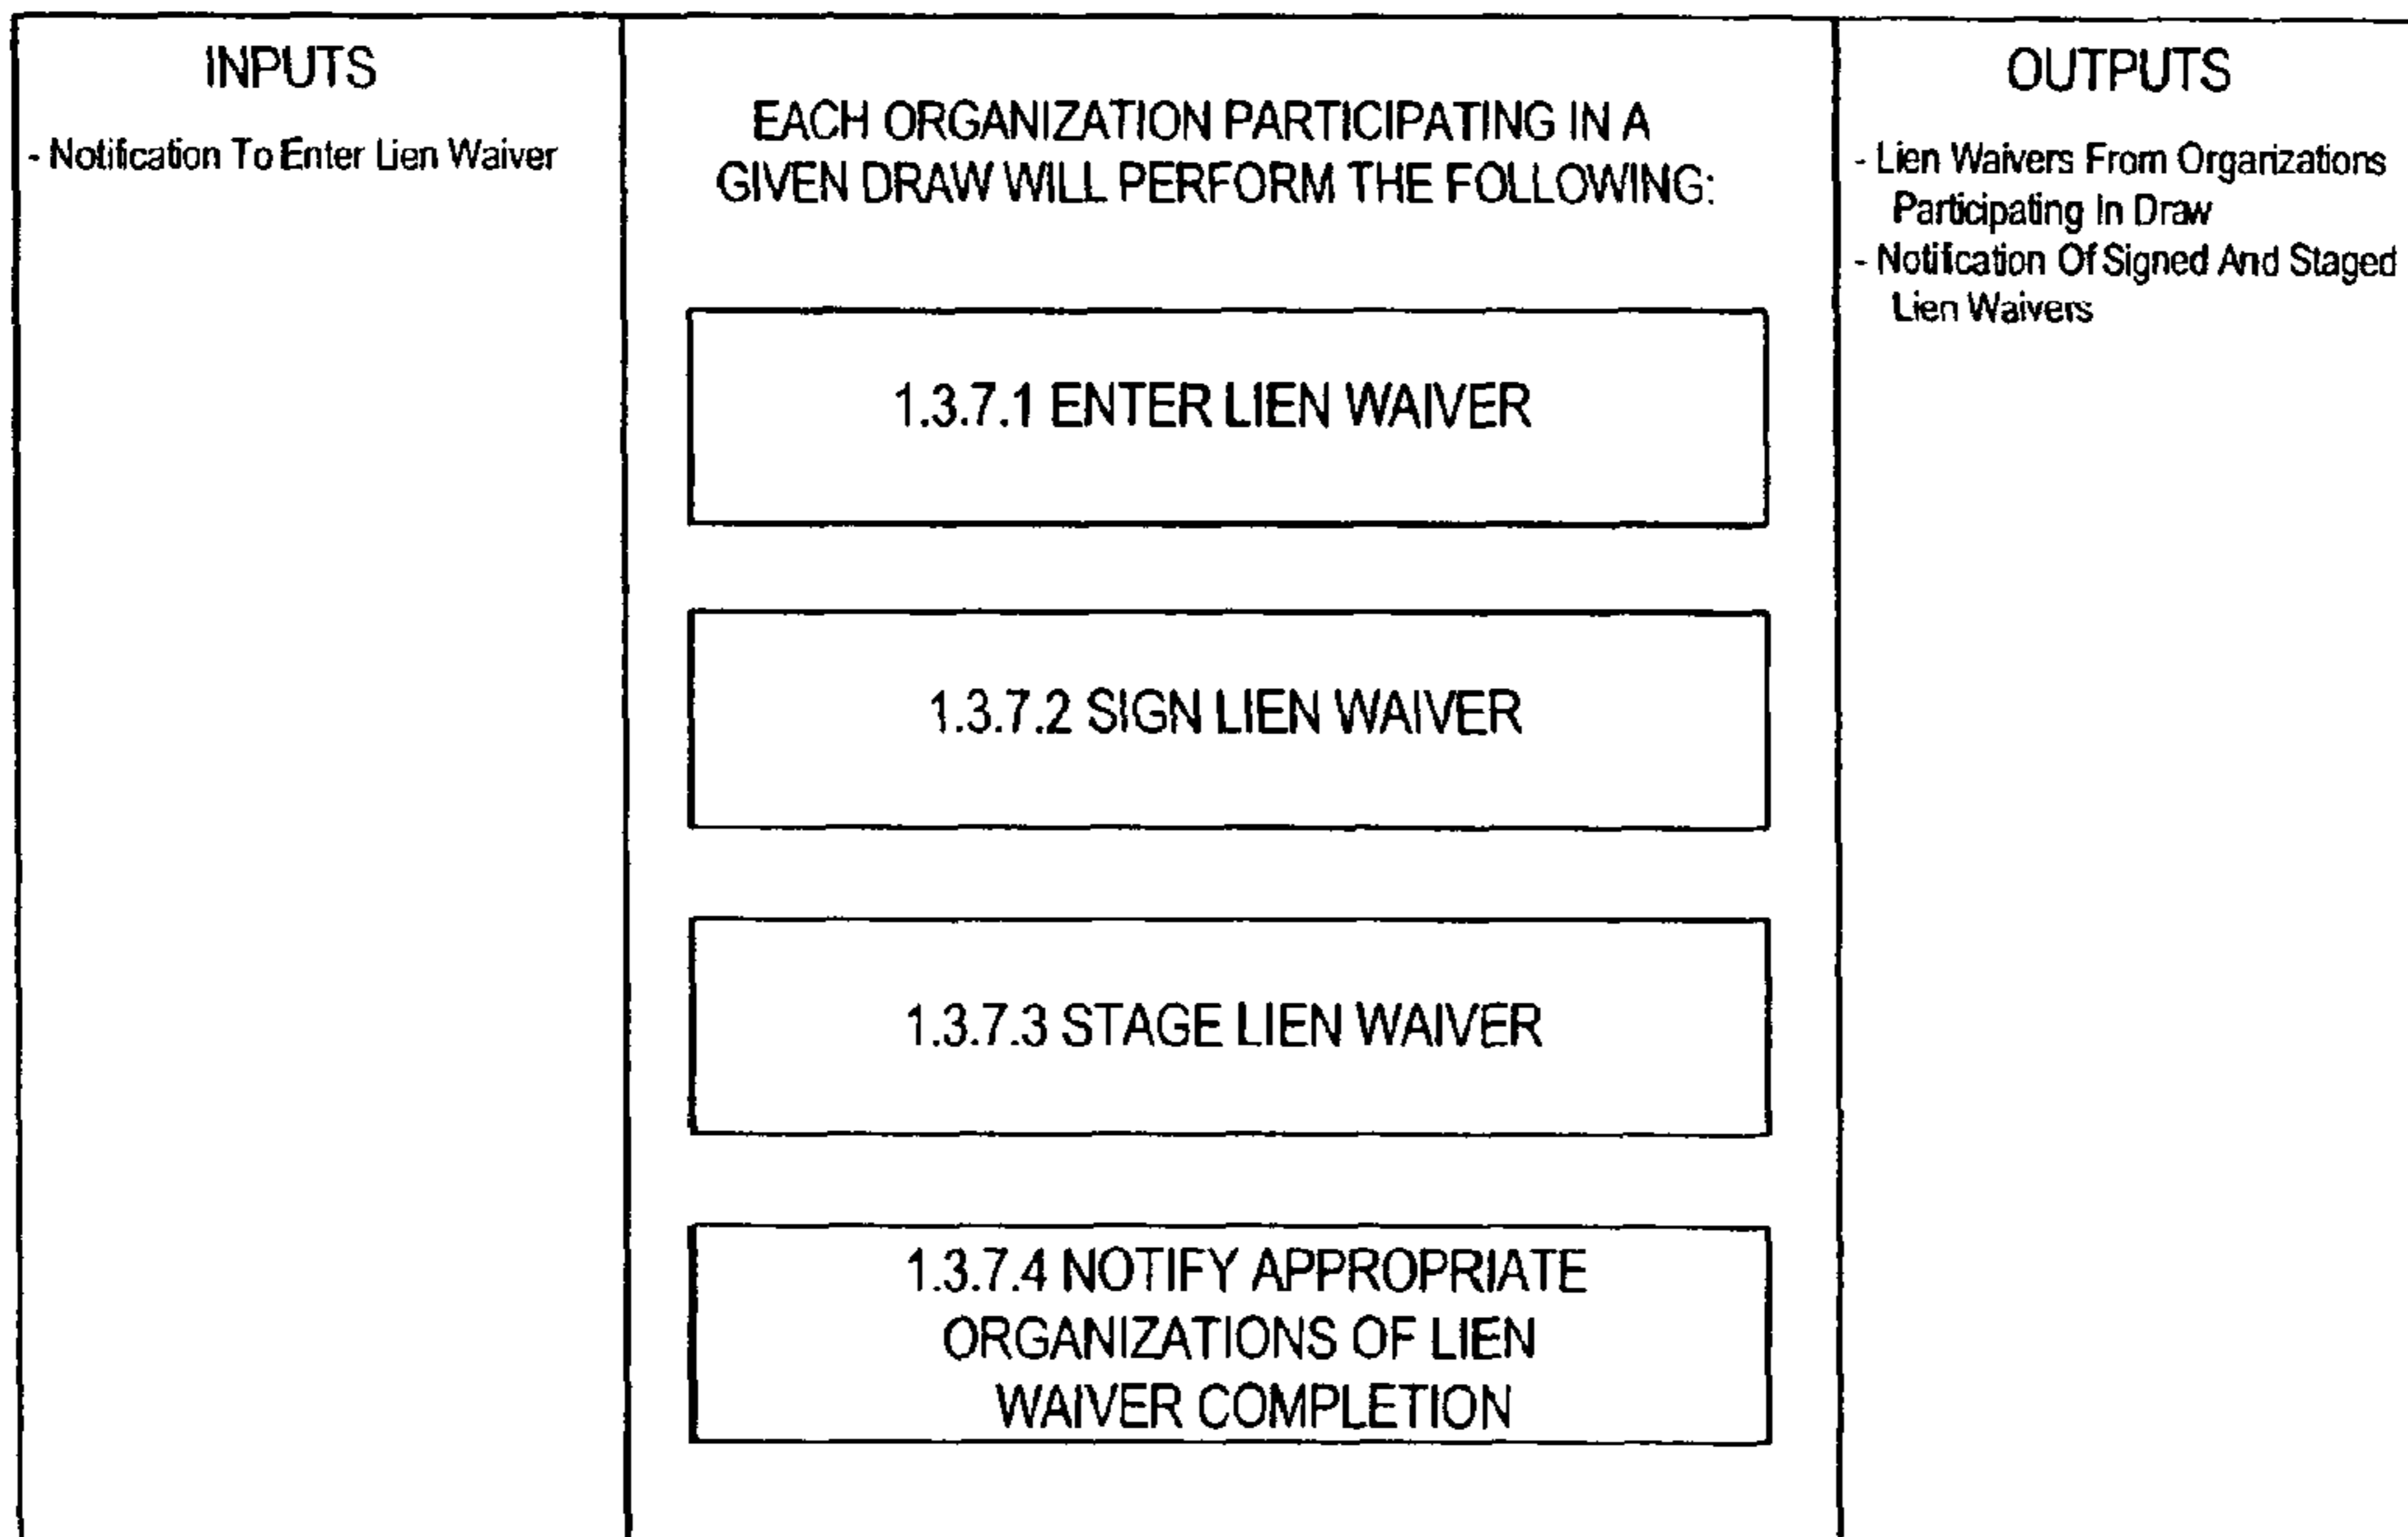 INPUTS
- Notification To Enter Lien Waiver
EACH ORGANIZATION PARTICIPATING IN A
GIVEN DRAW WILL PERFORM THE FOLLOWING:
1.3.7.1 ENTER LIEN WAIVER
1.3.7.2 SIGN LIEN WAIVER
1.3.7.3 STAGE LIEN WAIVER
1.3.7.4 NOTIFY APPROPRIATE
ORGANIZATIONS OF LIEN
WAIVER COMPLETION
OUTPUTS
- Lien Waivers From Organizations
Participating In Draw
- Notification Of Signed And Staged
Lien Waivers